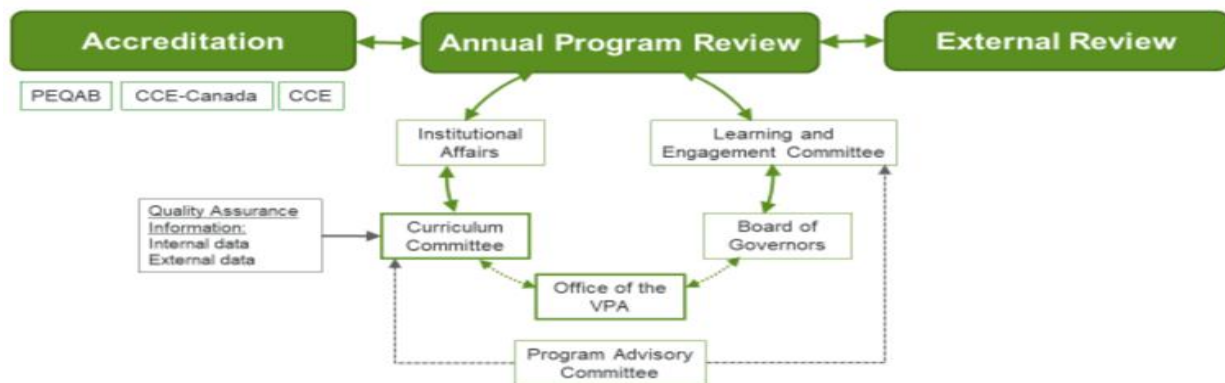 Accreditation
Annual Program Review
External Review
PEQAB
CCE-Canada
CCE
Institutional
Affairs
Learning and
Engagement Committee
Quality Assurance
Information:
Internal data
External data
Curriculum
Committee
Board of
Governors
Office of the
VPA
Program Advisory
Committee